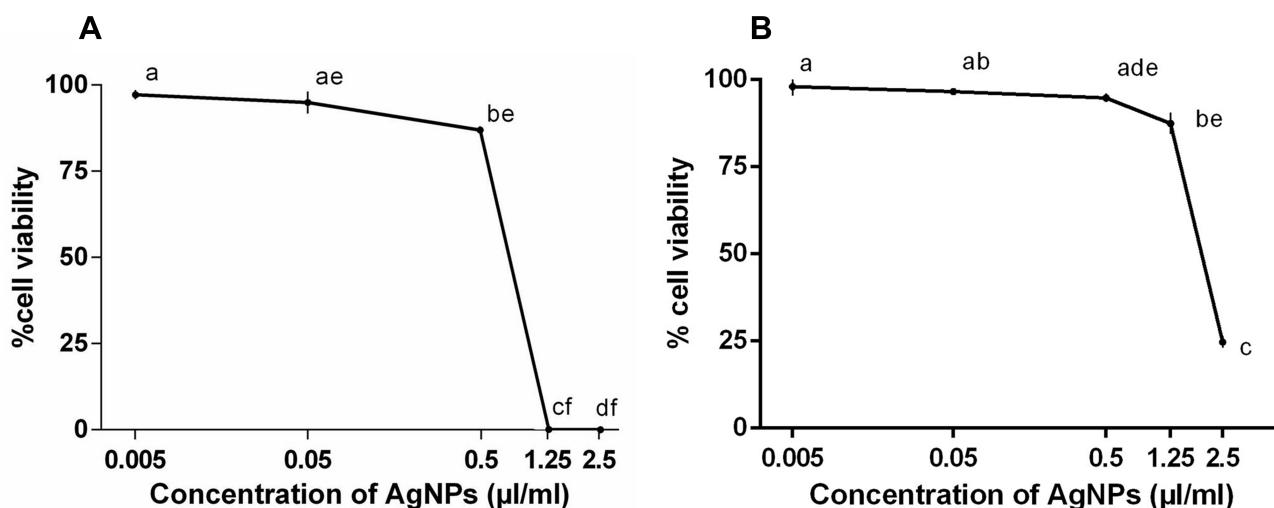 A
%cell viability
100
75
50
25
0
a
ae
be
cf
df
0.005 0.05 0.5 1.25 2.5
Concentration of AgNPs (µl/ml)
B
% cell viability
100
75
50
25
0
a
ab
ade
be
c
0.005 0.05 0.5 1.25 2.5
Concentration of AgNPs (µl/ml)